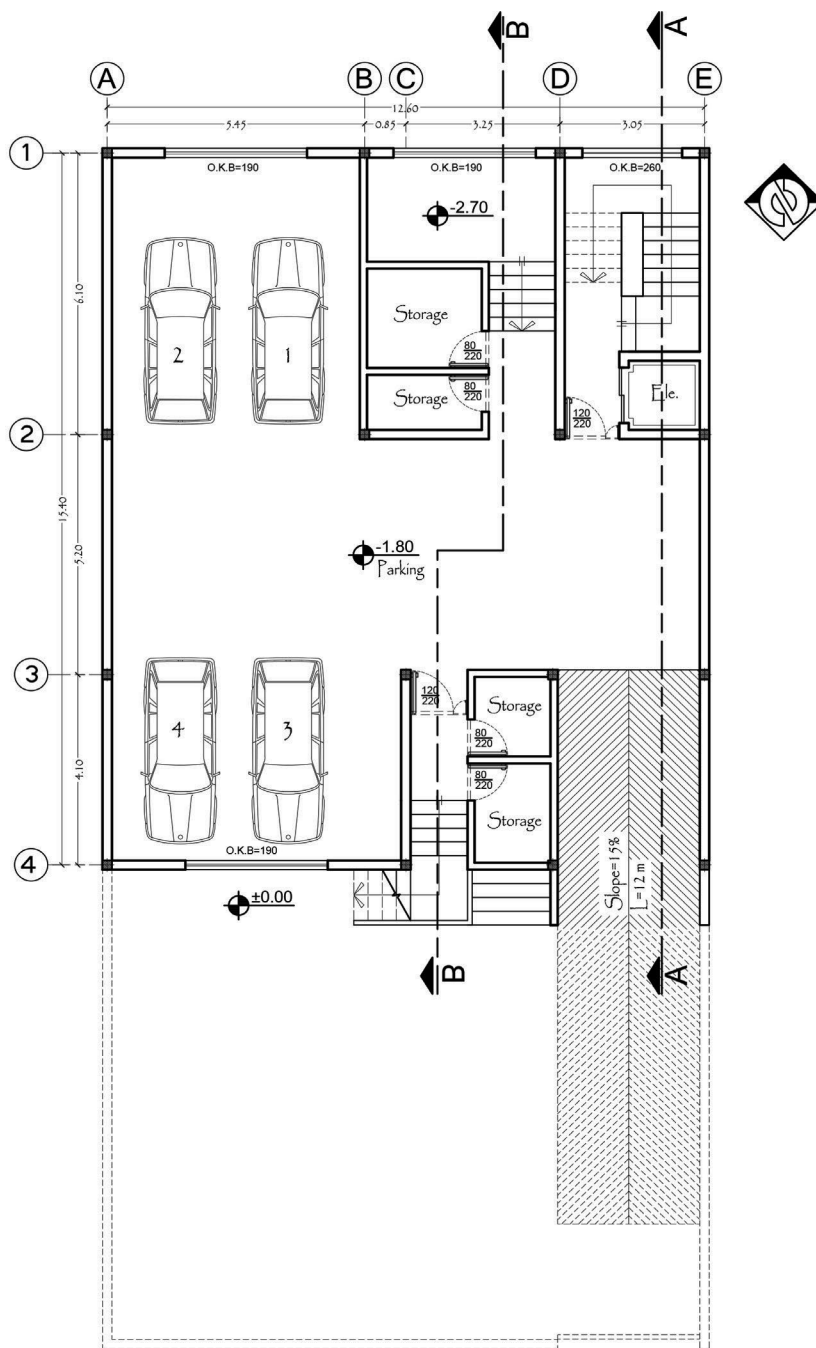 B
A
A
B
C
D
E
12.60
5.45
0.85
3.25
3.05
1
O.K.B=190
O.K.B=190
O.K.B=260
-2.70
6.10
2
1
Storage
80
220
Storage
80
220
Ele.
120
220
2
15.40
5.20
-1.80
Parking
3
120
220
Storage
4
3
80
220
4.10
80
220
Storage
O.K.B=190
4
Slope=15%
L=12 m
±0.00
B
A